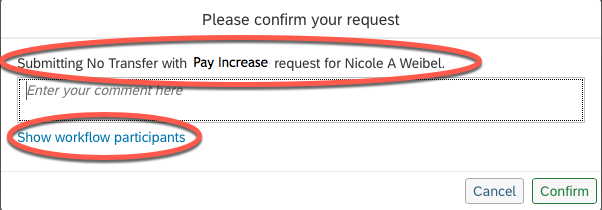 Please confirm your request
Submitting No Transfer with Pay Increase request for Nicole A Weibel.
Enter your comment here
Show workflow participants
Cancel Confirm